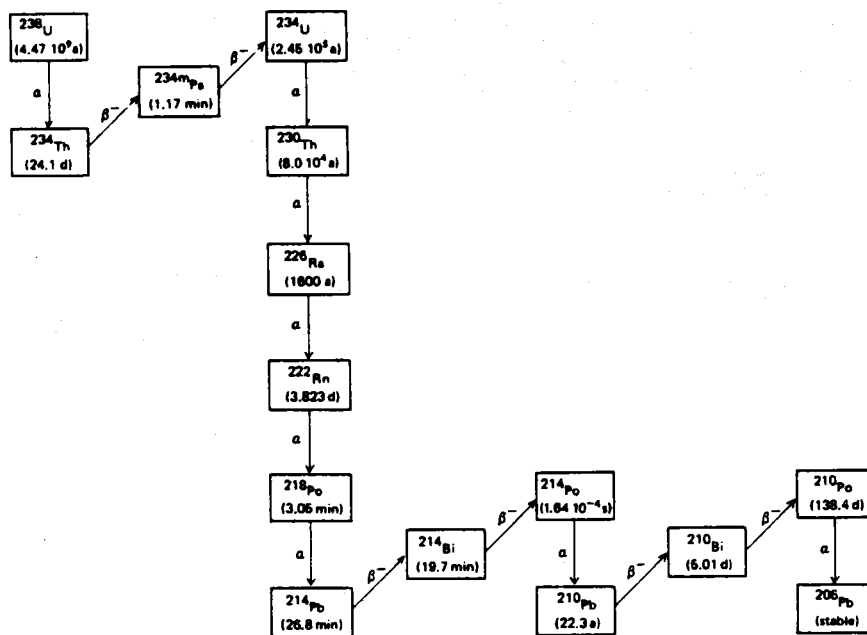 ²³⁸U
(4.47 10⁹a)
α
²³⁴Th
(24.1 d)
β⁻
²³⁴ᵐPa
(1.17 min)
β⁻
²³⁴U
(2.45 10⁵a)
α
²³⁰Th
(8.0 10⁴a)
α
²²⁶Ra
(1600 a)
α
²²²Rn
(3.823 d)
α
²¹⁸Po
(3.05 min)
α
²¹⁴Pb
(26.8 min)
β⁻
²¹⁴Bi
(19.7 min)
β⁻
²¹⁴Po
(1.64 10⁻⁴s)
α
²¹⁰Pb
(22.3 a)
β⁻
²¹⁰Bi
(5.01 d)
β⁻
²¹⁰Po
(138.4 d)
α
²⁰⁶Pb
(stable)